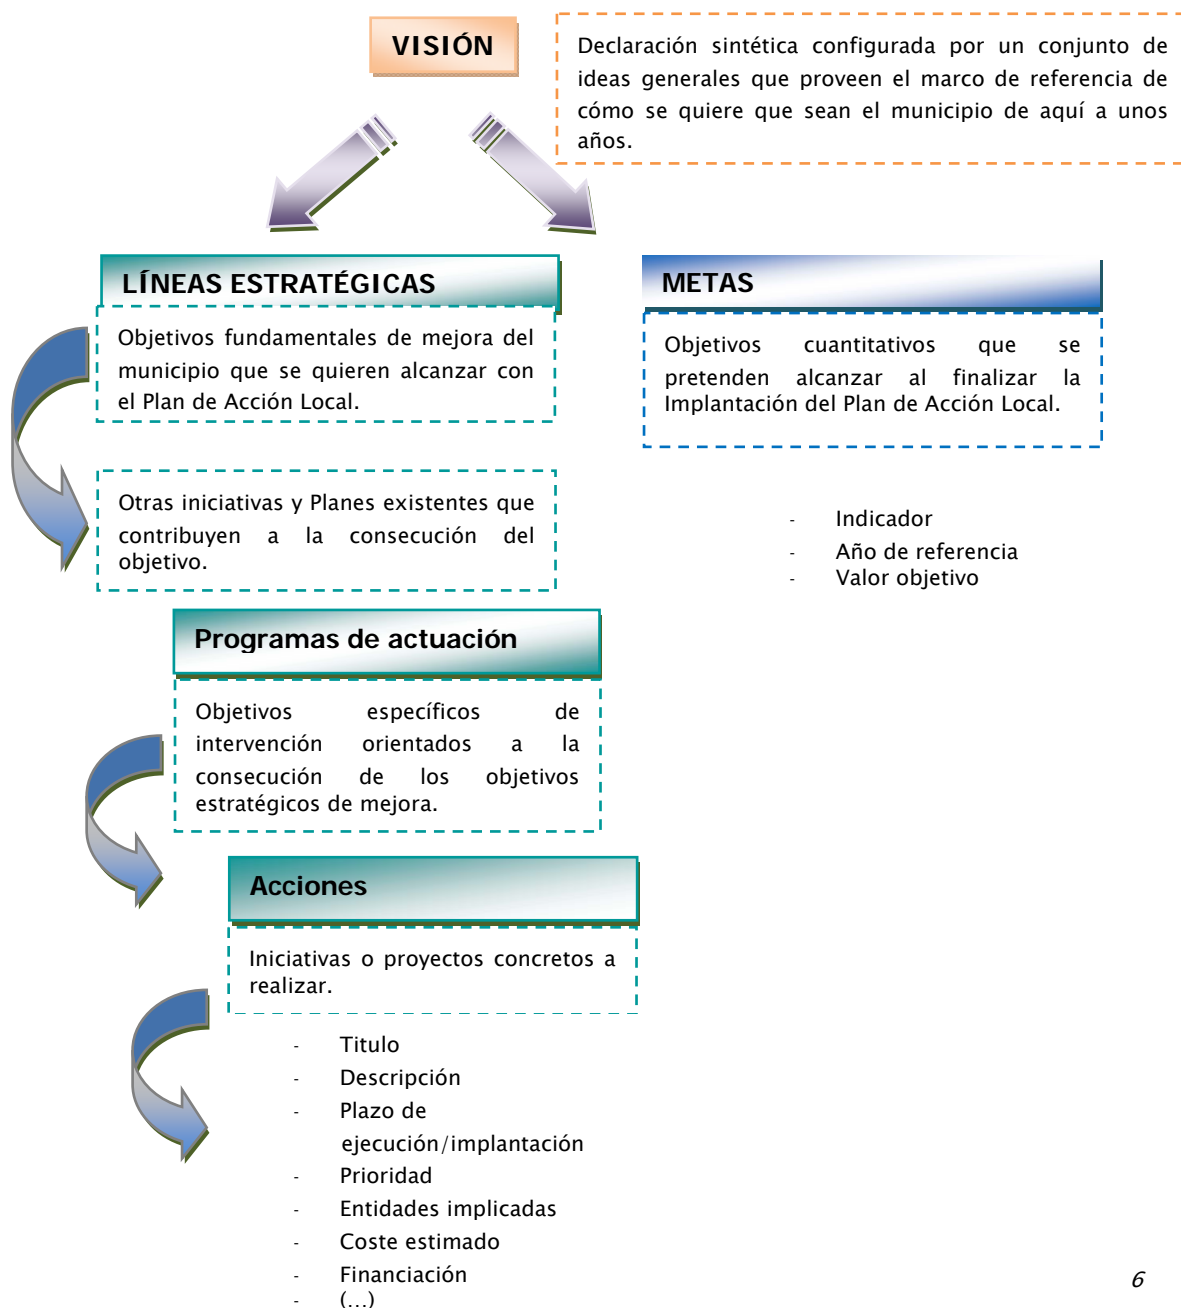 VISIÓN
Declaración sintética configurada por un conjunto de
ideas generales que proveen el marco de referencia de
cómo se quiere que sean el municipio de aquí a unos
años.
LÍNEAS ESTRATÉGICAS
Objetivos fundamentales de mejora del
municipio que se quieren alcanzar con
el Plan de Acción Local.
Otras iniciativas y Planes existentes que
contribuyen a la consecución del
objetivo.
METAS
Objetivos cuantitativos que se
pretenden alcanzar al finalizar la
Implantación del Plan de Acción Local.
- Indicador
- Año de referencia
- Valor objetivo
Programas de actuación
Objetivos específicos de
intervención orientados a la
consecución de los objetivos
estratégicos de mejora.
Acciones
Iniciativas o proyectos concretos a
realizar.
- Titulo
- Descripción
- Plazo de
ejecución/implantación
- Prioridad
- Entidades implicadas
- Coste estimado
- Financiación
- (...)
6